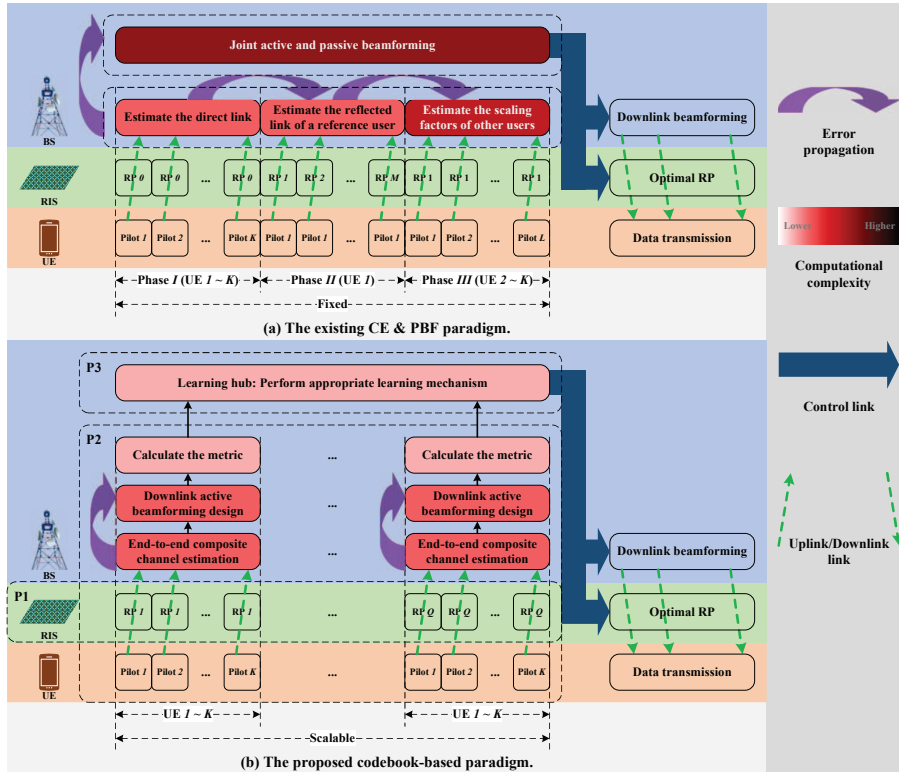 Joint active and passive beamforming
Estimate the direct link
Estimate the reflected
link of a reference user
Estimate the scaling
factors of other users
Downlink beamforming
BS
RP 0
RP 0
...
RP 0
RP 1
RP 2
...
RP M
RP 1
RP 1
...
RP 1
Optimal RP
RIS
Pilot 1
Pilot 2
...
Pilot K
Pilot 1
Pilot 1
...
Pilot 1
Pilot 1
Pilot 2
...
Pilot L
Data transmission
UE
Phase I (UE 1 ~ K)
Phase II (UE 1)
Phase III (UE 2 ~ K)
Fixed
(a) The existing CE & PBF paradigm.
P3
Learning hub: Perform appropriate learning mechanism
P2
Calculate the metric
...
Calculate the metric
Downlink active
beamforming design
...
Downlink active
beamforming design
End-to-end composite
channel estimation
...
End-to-end composite
channel estimation
Downlink beamforming
BS
P1
RP 1
RP 1
...
RP 1
...
RP Q
RP Q
...
RP Q
Optimal RP
RIS
Pilot 1
Pilot 2
...
Pilot K
...
Pilot 1
Pilot 2
...
Pilot K
Data transmission
UE
UE 1 ~ K
UE 1 ~ K
Scalable
(b) The proposed codebook-based paradigm.
Error
propagation
Lower
Higher
Computational
complexity
Control link
Uplink/Downlink
link